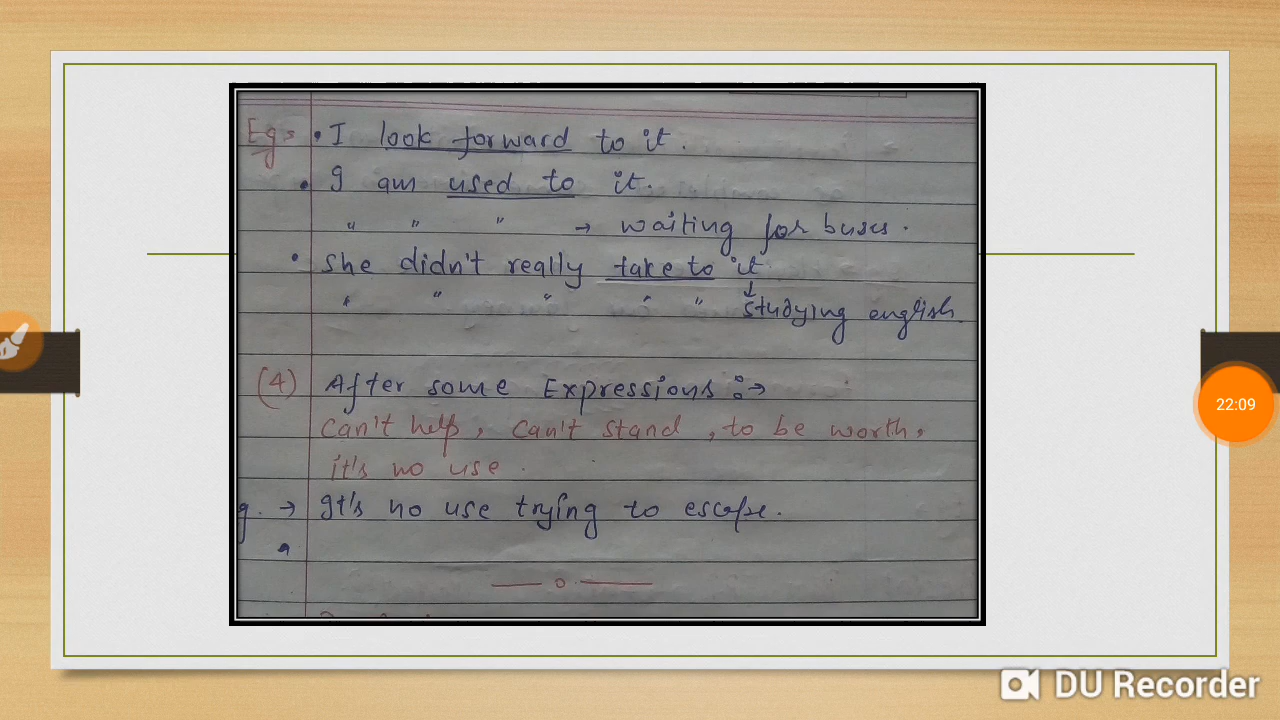 Eg:
• I look forward to it.
• I am used to it.
" " " → waiting for buses.
• She didn't really take to it.
" " " " " ↓ studying english.
(4) After some Expressions :→
Can't help, can't stand, to be worth,
it's no use.
g. → It's no use trying to escape.
— o —
22:09
DU Recorder